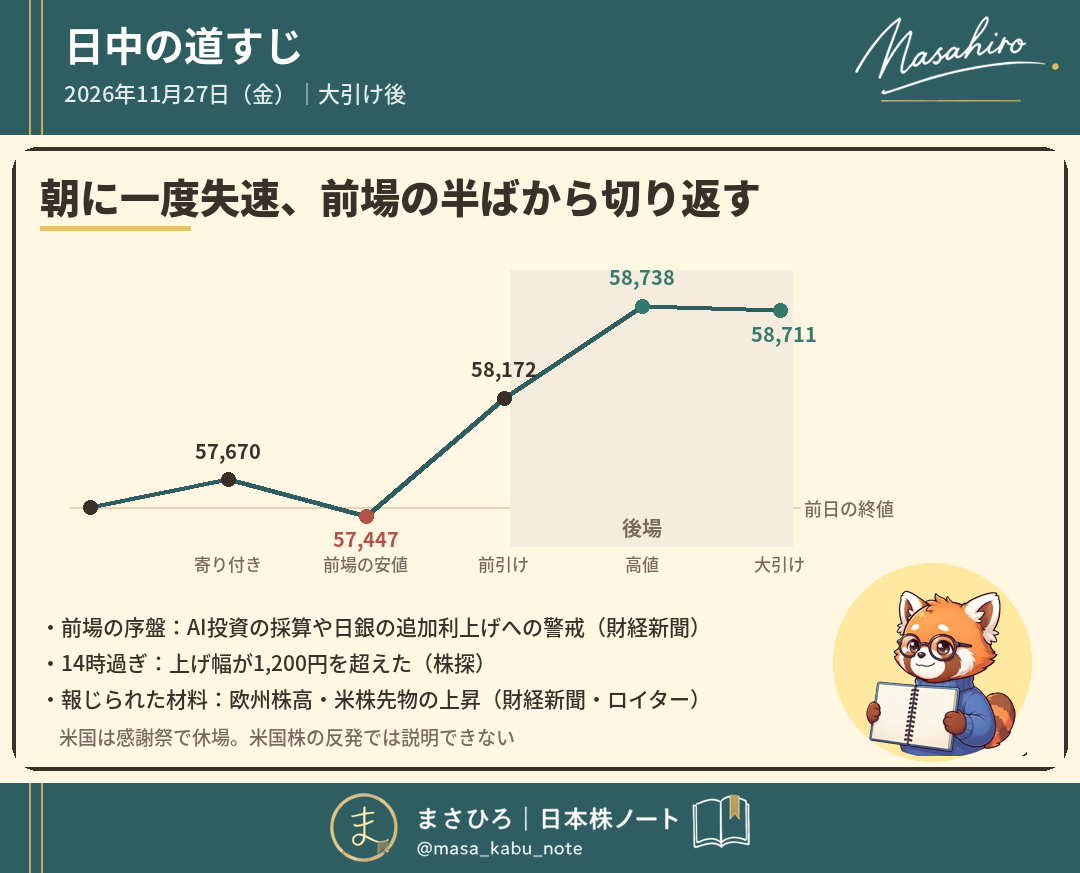 日中の道すじ
2026年11月27日（金）｜大引け後
Masahiro
朝に一度失速、前場の半ばから切り返す
58,738
58,711
58,172
57,670
前日の終値
後場
57,447
寄り付き 前場の安値 前引け 高値 大引け
・前場の序盤：AI投資の採算や日銀の追加利上げへの警戒（財経新聞）
・14時過ぎ：上げ幅が1,200円を超えた（株探）
・報じられた材料：欧州株高・米株先物の上昇（財経新聞・ロイター）
米国は感謝祭で休場。米国株の反発では説明できない
ま
まさひろ｜日本株ノート
@masa_kabu_note